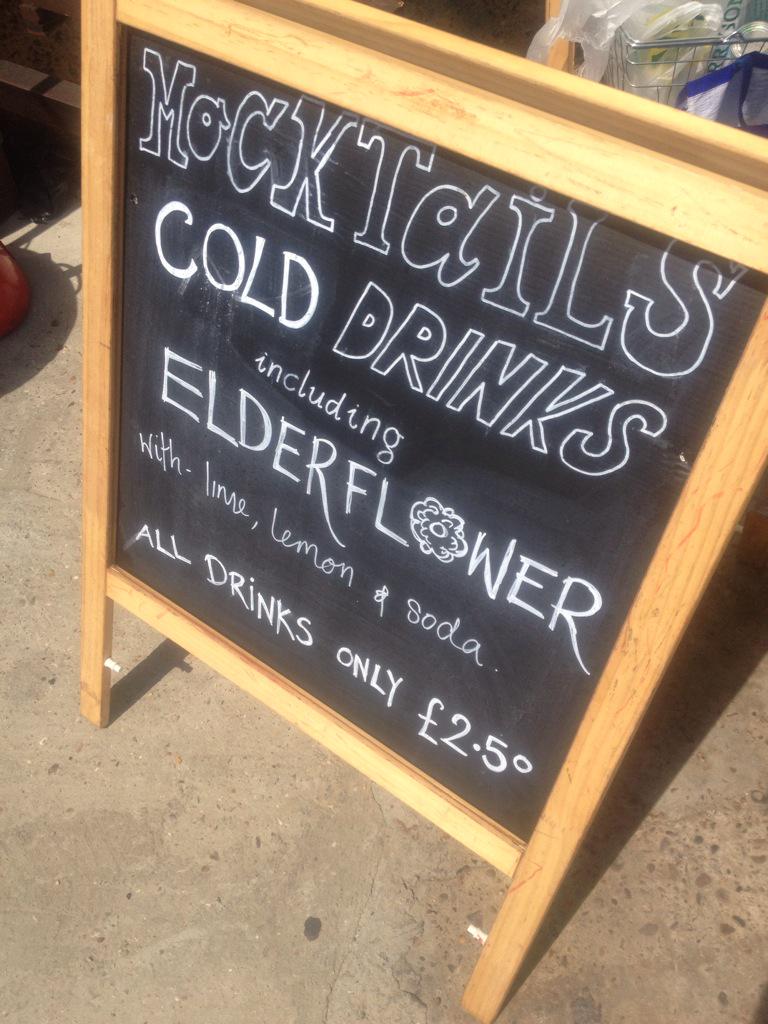 MocKTaiLS
COLD DRINKS
including
ELDERFLOWER
with - lime, lemon & soda.
ALL DRiNKS ONLY £2.50